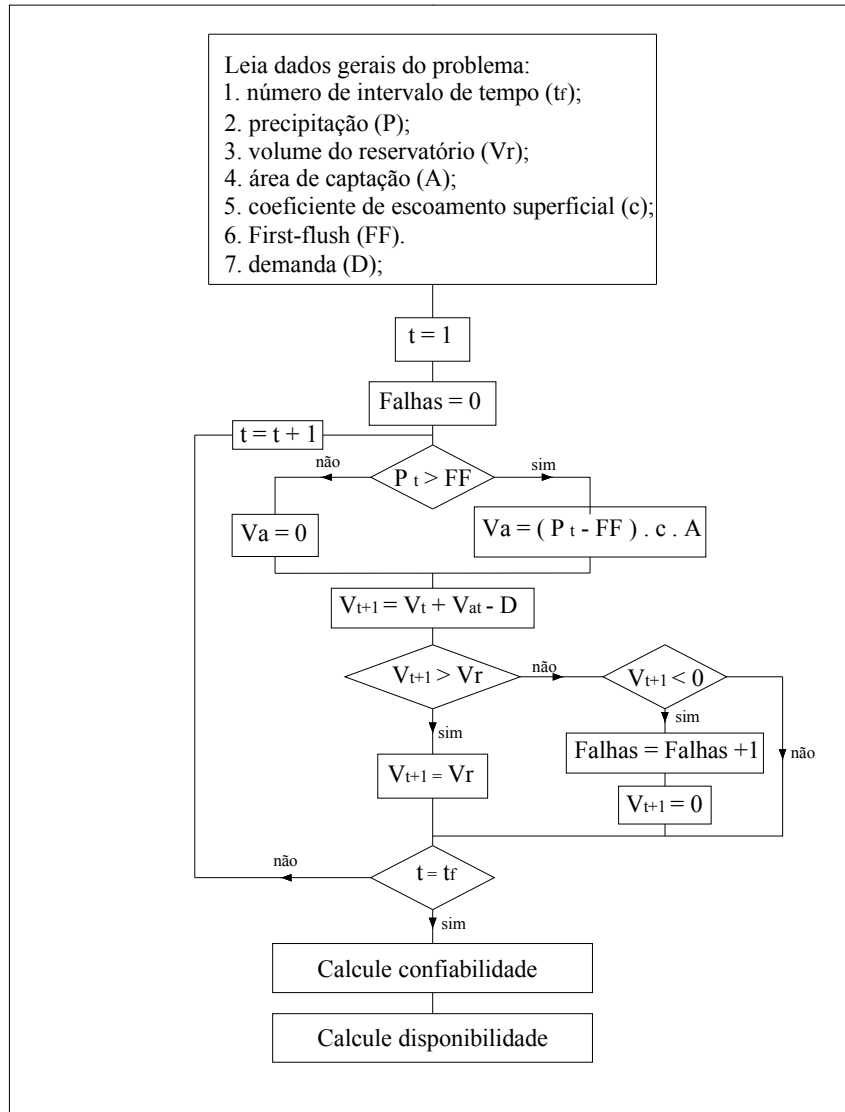 Leia dados gerais do problema:
1. número de intervalo de tempo (tf);
2. precipitação (P);
3. volume do reservatório (Vr);
4. área de captação (A);
5. coeficiente de escoamento superficial (c);
6. First-flush (FF).
7. demanda (D);
t = 1
Falhas = 0
t = t + 1
não
P t > FF
sim
Va = 0
Va = ( P t - FF ) . c . A
Vt+1 = Vt + Vat - D
Vt+1 > Vr
não
Vt+1 < 0
sim
sim
Falhas = Falhas +1
não
Vt+1 = Vr
Vt+1 = 0
não
t = tf
sim
Calcule confiabilidade
Calcule disponibilidade